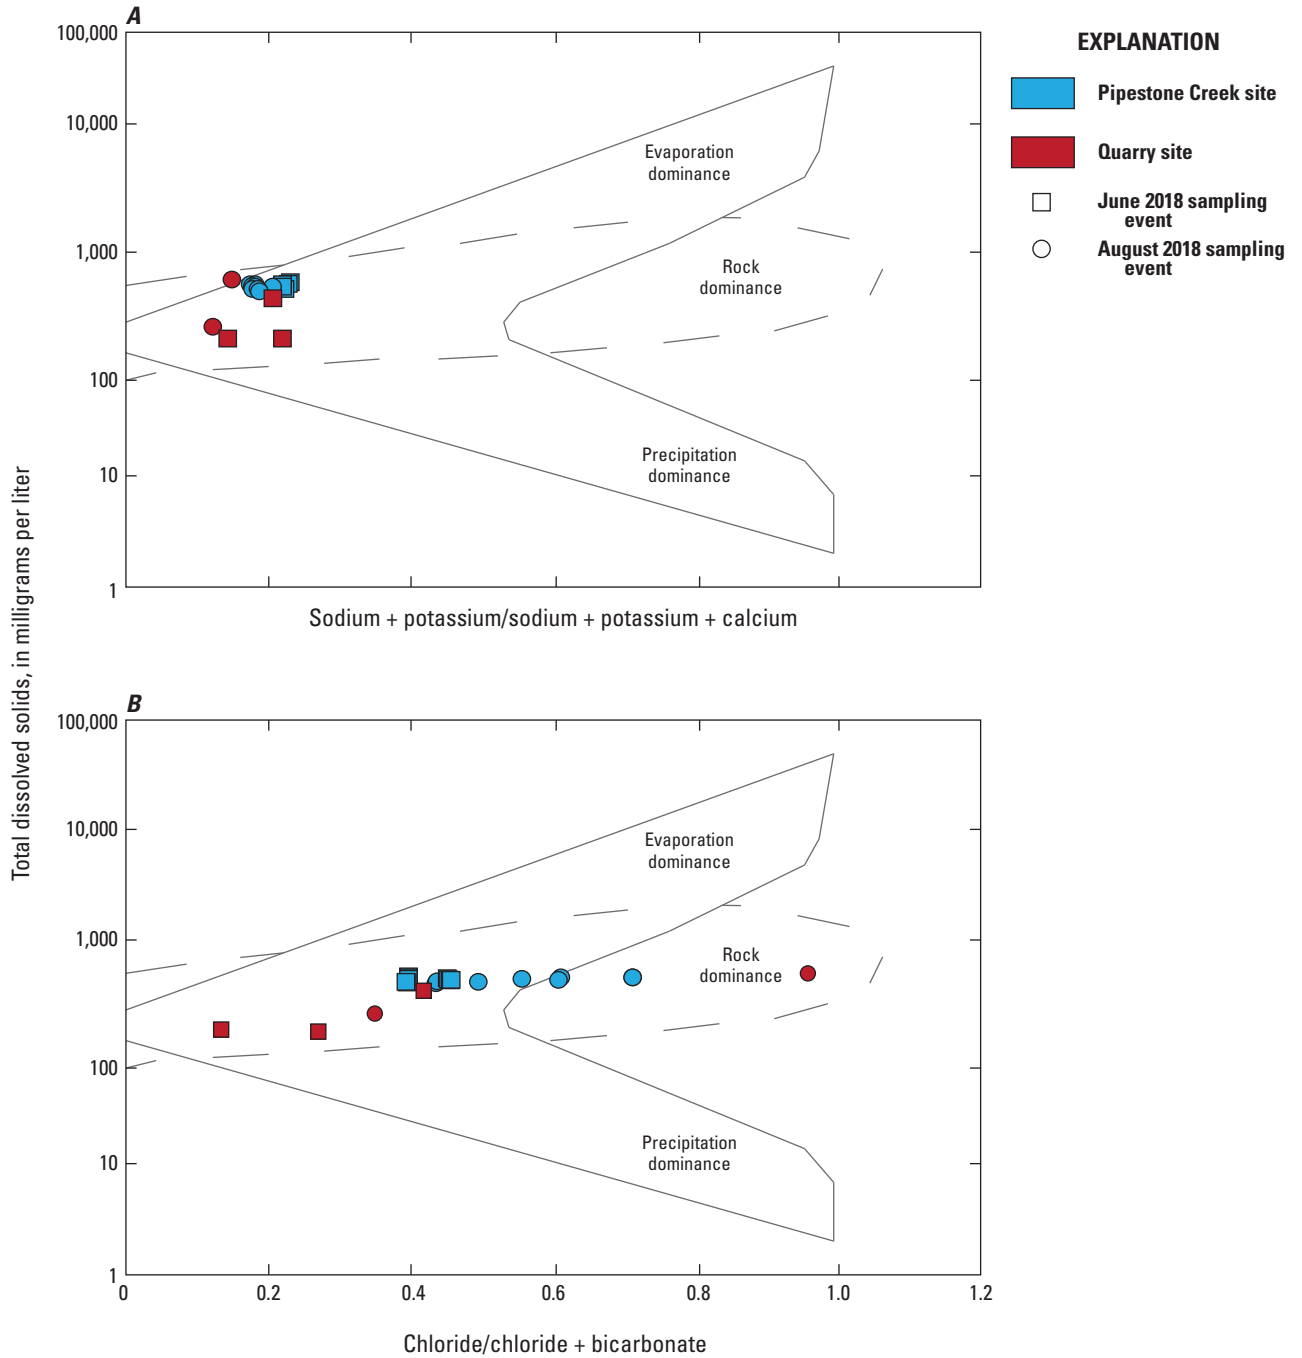 A
100,000
10,000
1,000
100
10
1
Evaporation
dominance
Rock
dominance
Precipitation
dominance
Sodium + potassium/sodium + potassium + calcium
EXPLANATION
Pipestone Creek site
Quarry site
June 2018 sampling
event
August 2018 sampling
event
Total dissolved solids, in milligrams per liter
B
100,000
10,000
1,000
100
10
1
Evaporation
dominance
Rock
dominance
Precipitation
dominance
0 0.2 0.4 0.6 0.8 1.0 1.2
Chloride/chloride + bicarbonate